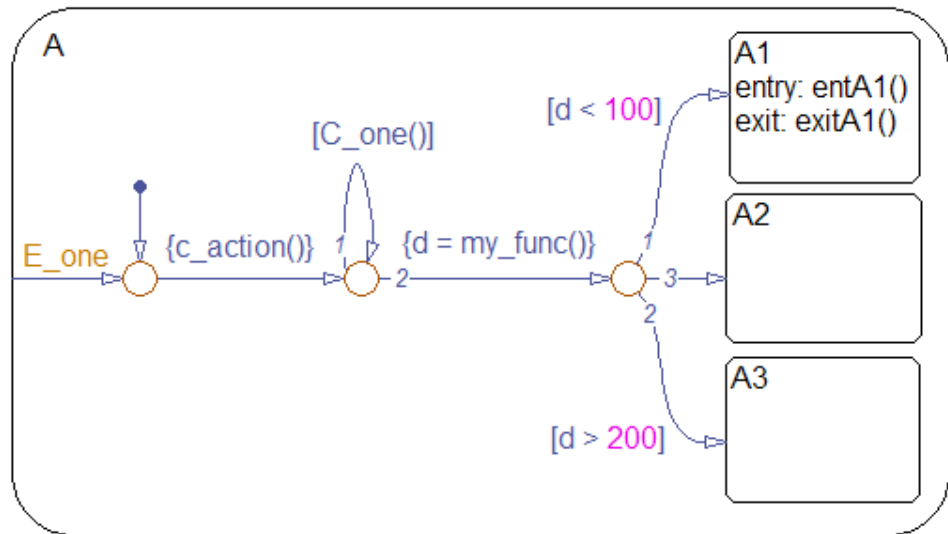 A
A1
entry: entA1()
exit: exitA1()
[d < 100]
[C_one()]
E_one
{c_action()}
1
2
{d = my_func()}
1
3
2
A2
A3
[d > 200]